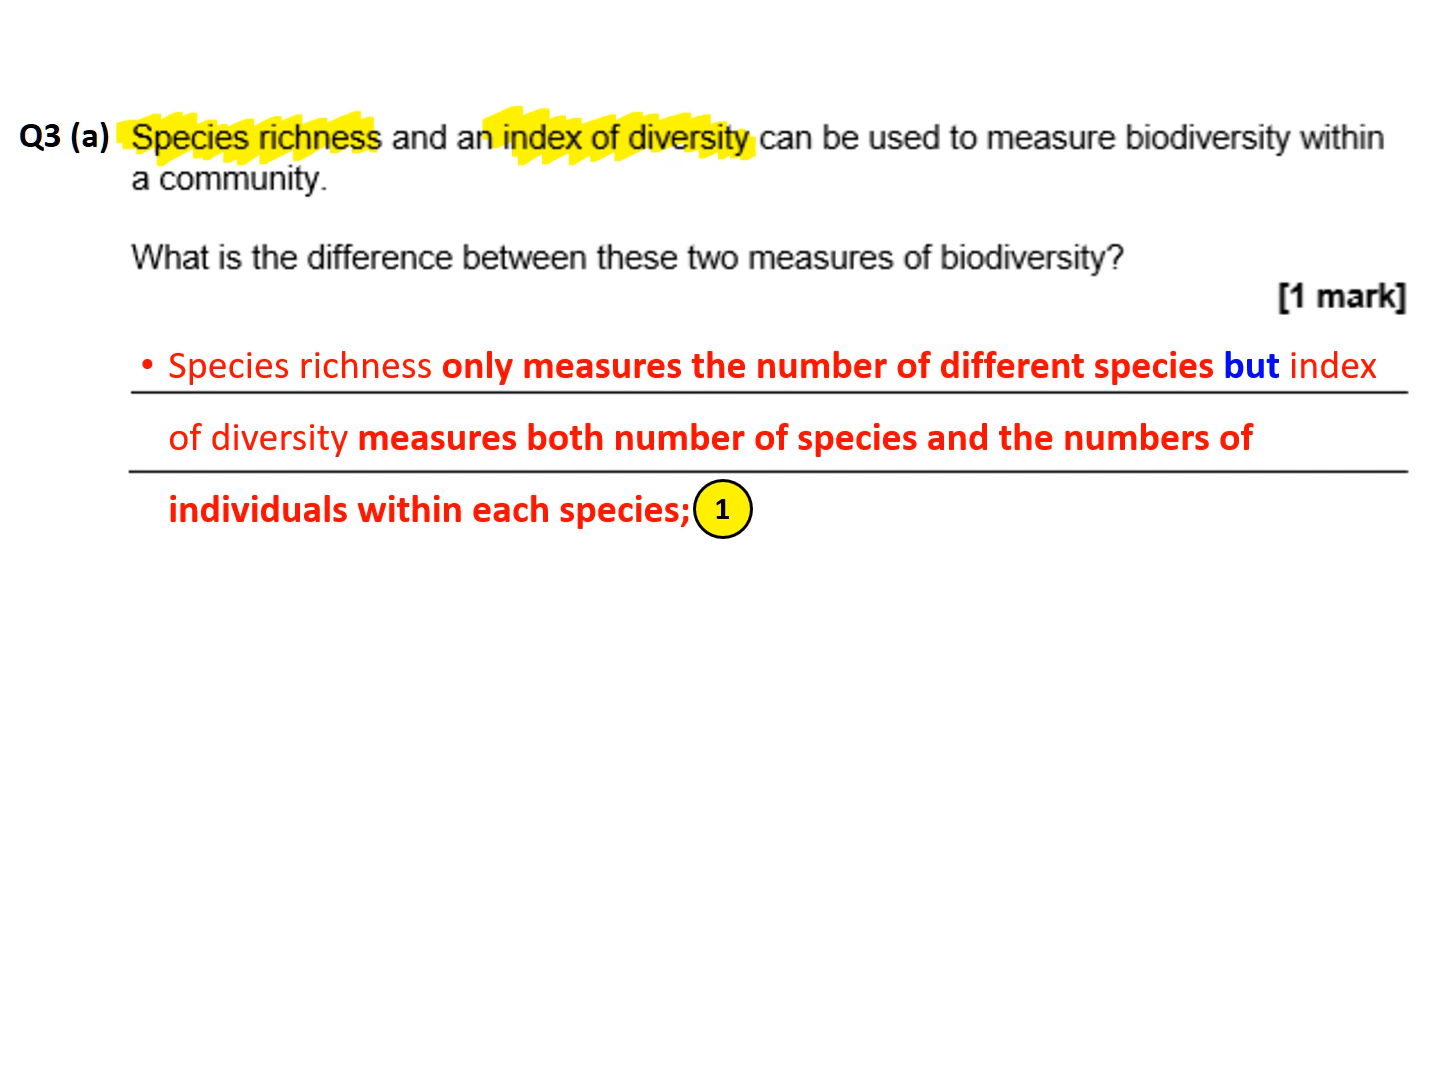 Q3 (a) Species richness and an index of diversity can be used to measure biodiversity within
a community.
What is the difference between these two measures of biodiversity?
[1 mark]
• Species richness only measures the number of different species but index
of diversity measures both number of species and the numbers of
individuals within each species; 1